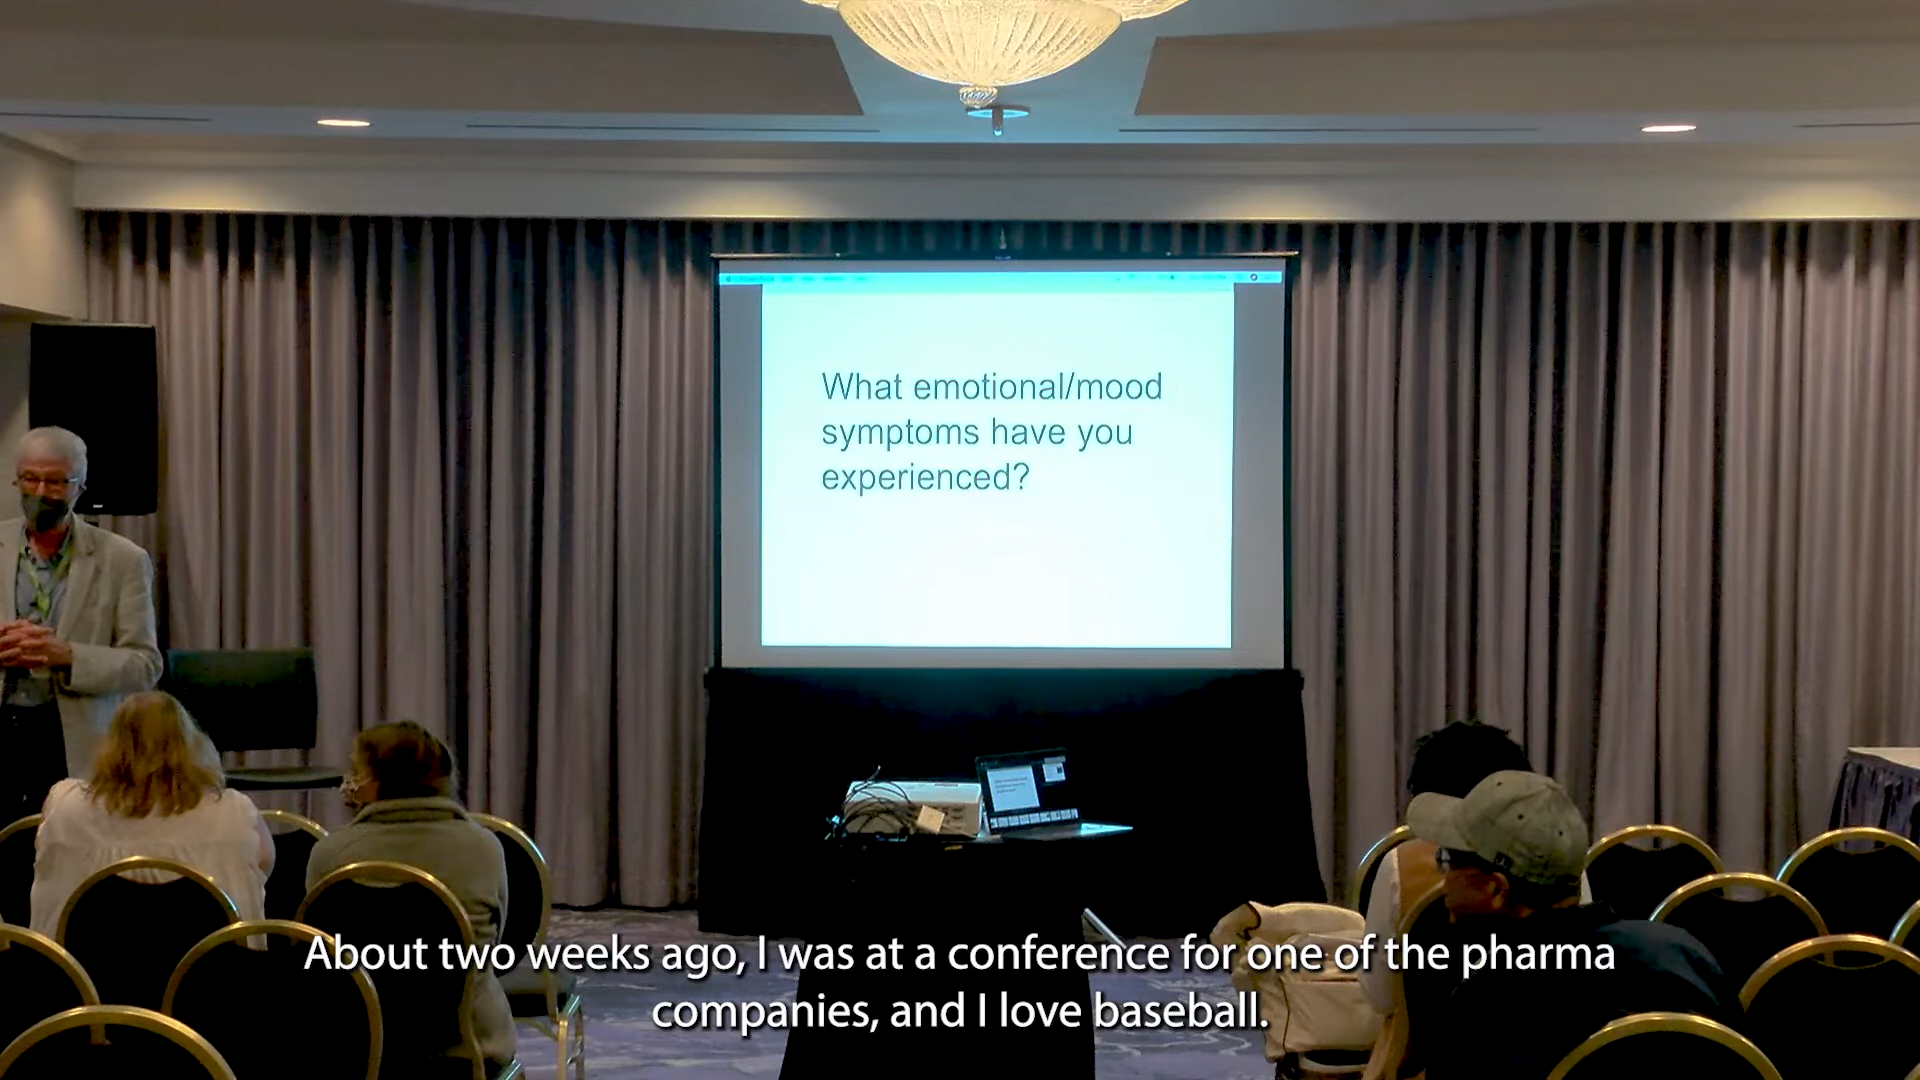 What emotional/mood
symptoms have you
experienced?
About two weeks ago, I was at a conference for one of the pharma
companies, and I love baseball.